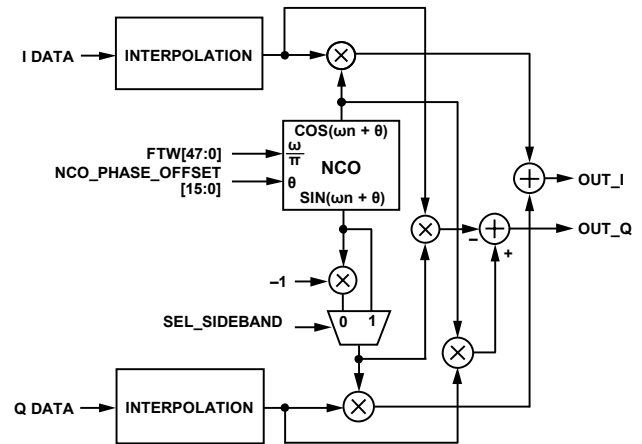 I DATA
INTERPOLATION
COS(ωn + θ)
FTW[47:0]
ω
π
NCO
NCO_PHASE_OFFSET
[15:0]
θ
SIN(ωn + θ)
OUT_I
OUT_Q
–
+
–1
0 1
SEL_SIDEBAND
Q DATA
INTERPOLATION